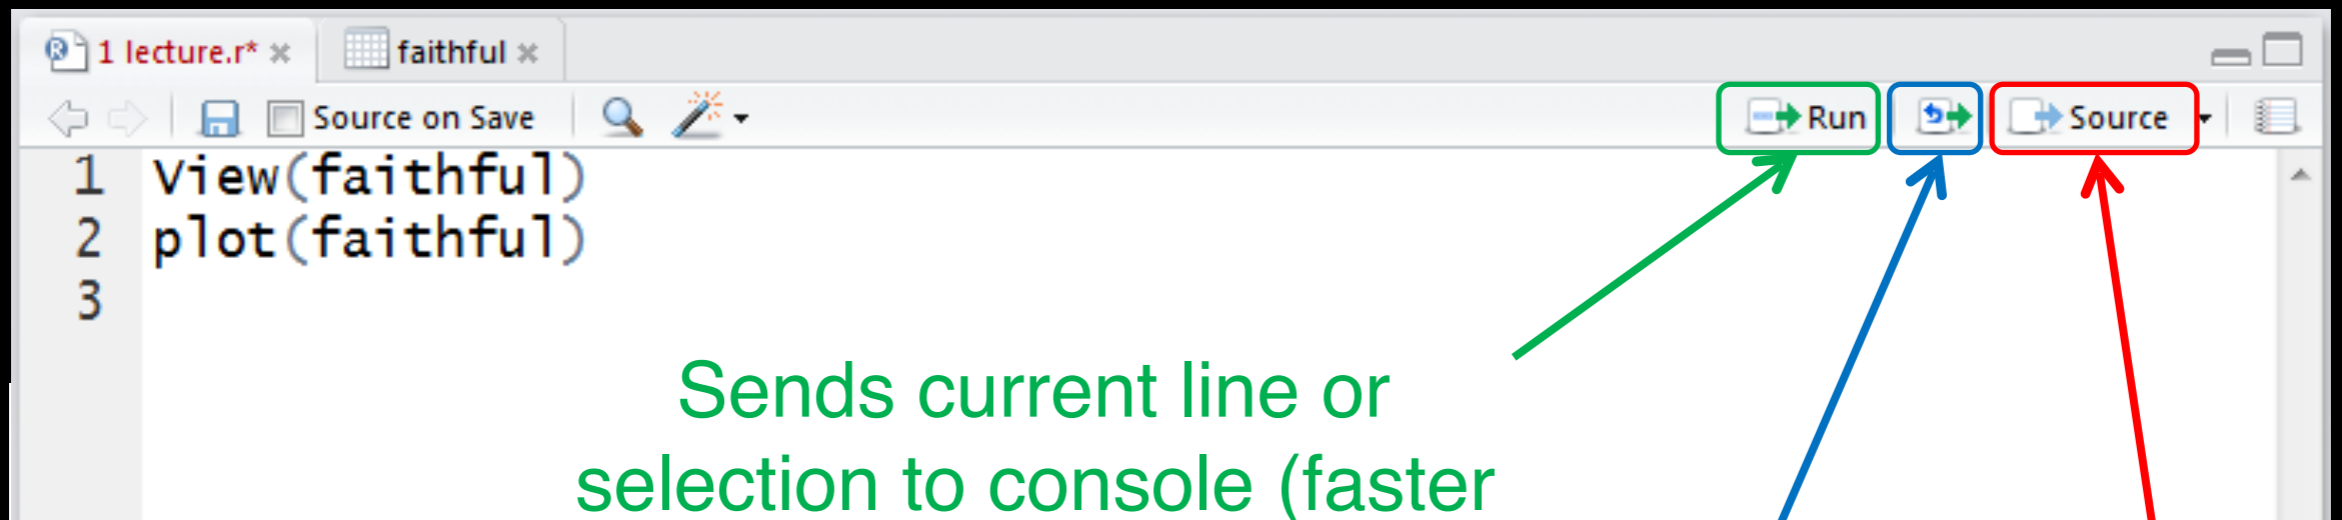 1 lecture.r* faithful
Source on Save Run Source
1 View(faithful)
2 plot(faithful)
3
Sends current line or
selection to console (faster